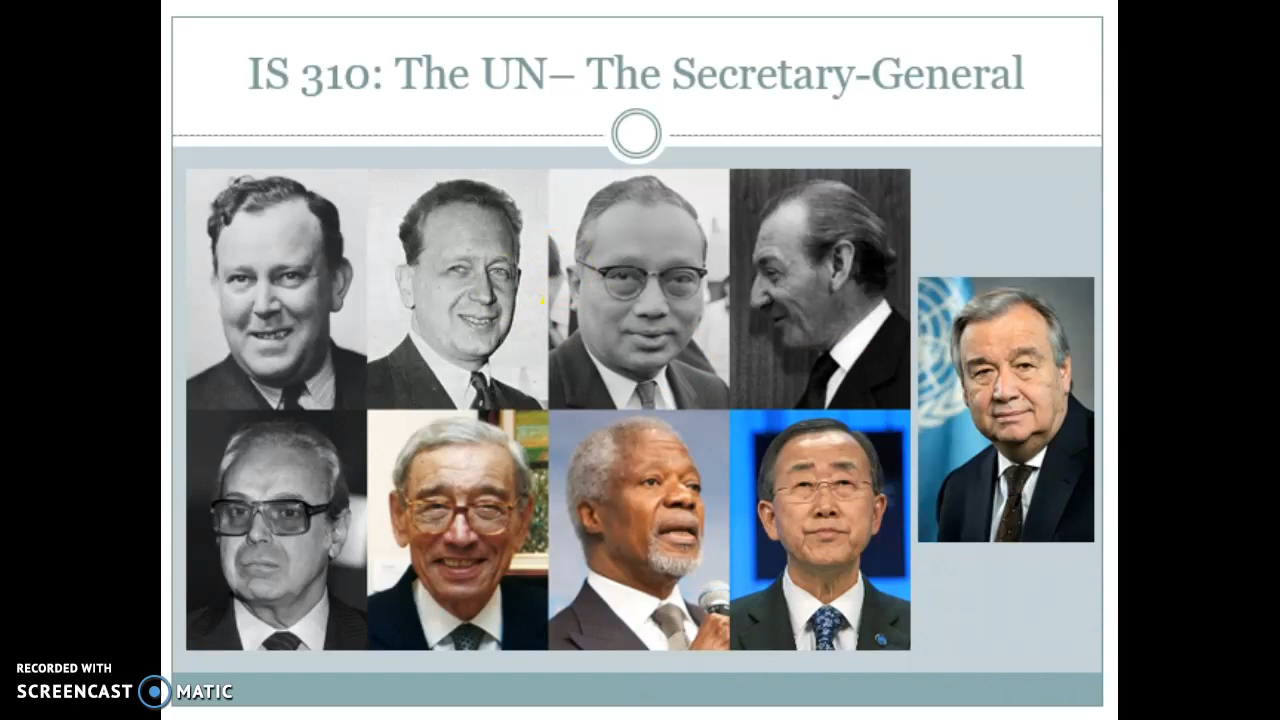 IS 310: The UN– The Secretary-General
RECORDED WITH
SCREENCAST MATIC